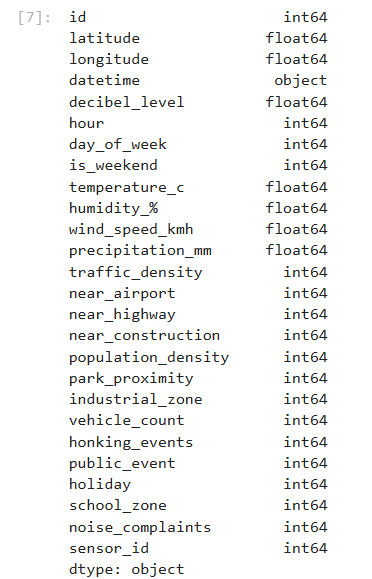 [7]: id int64
latitude float64
longitude float64
datetime object
decibel_level float64
hour int64
day_of_week int64
is_weekend int64
temperature_c float64
humidity_% float64
wind_speed_kmh float64
precipitation_mm float64
traffic_density int64
near_airport int64
near_highway int64
near_construction int64
population_density int64
park_proximity int64
industrial_zone int64
vehicle_count int64
honking_events int64
public_event int64
holiday int64
school_zone int64
noise_complaints int64
sensor_id int64
dtype: object